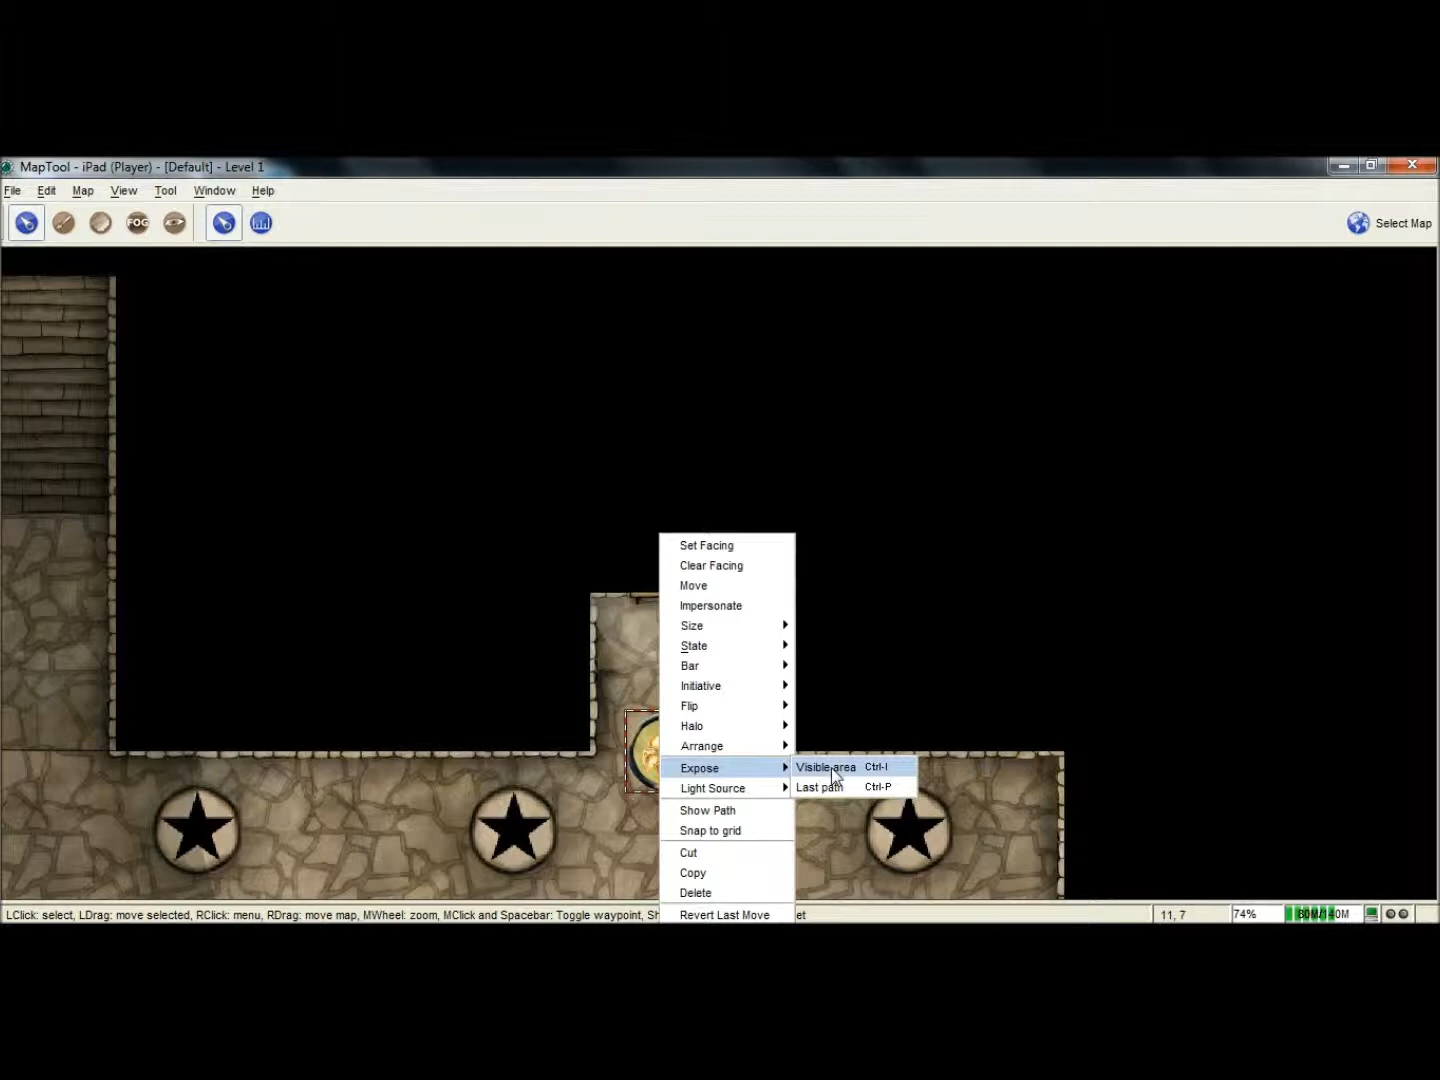 MapTool - iPad (Player) - [Default] - Level 1
File Edit Map View Tool Window Help
FOG
Select Map
Set Facing
Clear Facing
Move
Impersonate
Size
State
Bar
Initiative
Flip
Halo
Arrange
Expose
Visible area Ctrl-I
Light Source
Last path Ctrl-P
Show Path
Snap to grid
Cut
Copy
Delete
Revert Last Move
LClick: select, LDrag: move selected, RClick: menu, RDrag: move map, MWheel: zoom, MClick and Spacebar: Toggle waypoint, Sh
et
11, 7
74%
80M/140M